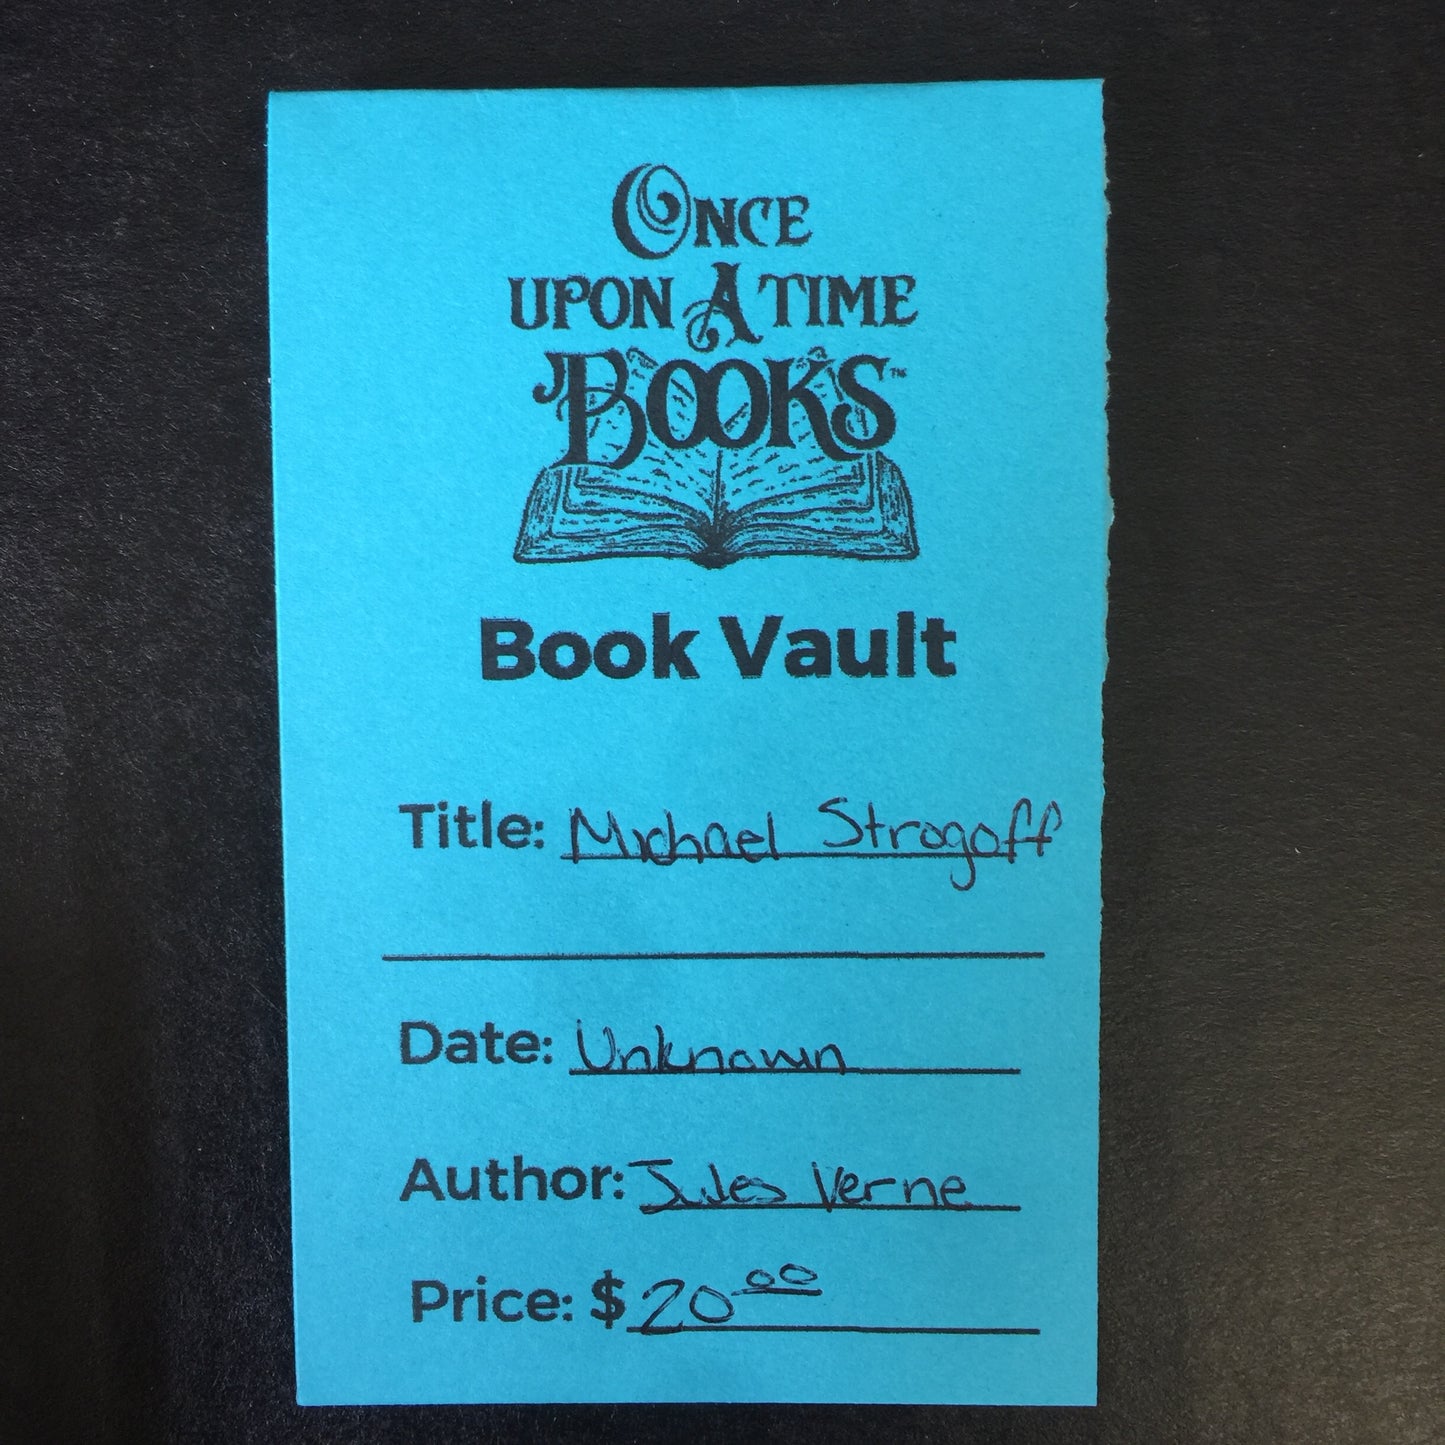 ONCE
UPON A TIME
BOOKS™
Book Vault
Title: Michael Strogoff
Date: Unknown
Author: Jules Verne
Price: $20.00